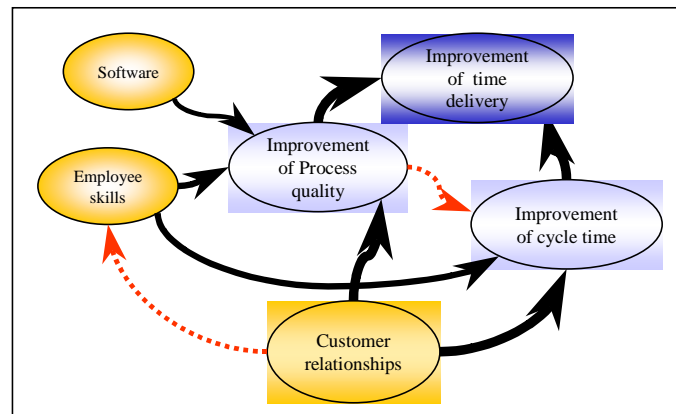 Software
Improvement
of time
delivery
Improvement
of Process
quality
Employee
skills
Improvement
of cycle time
Customer
relationships